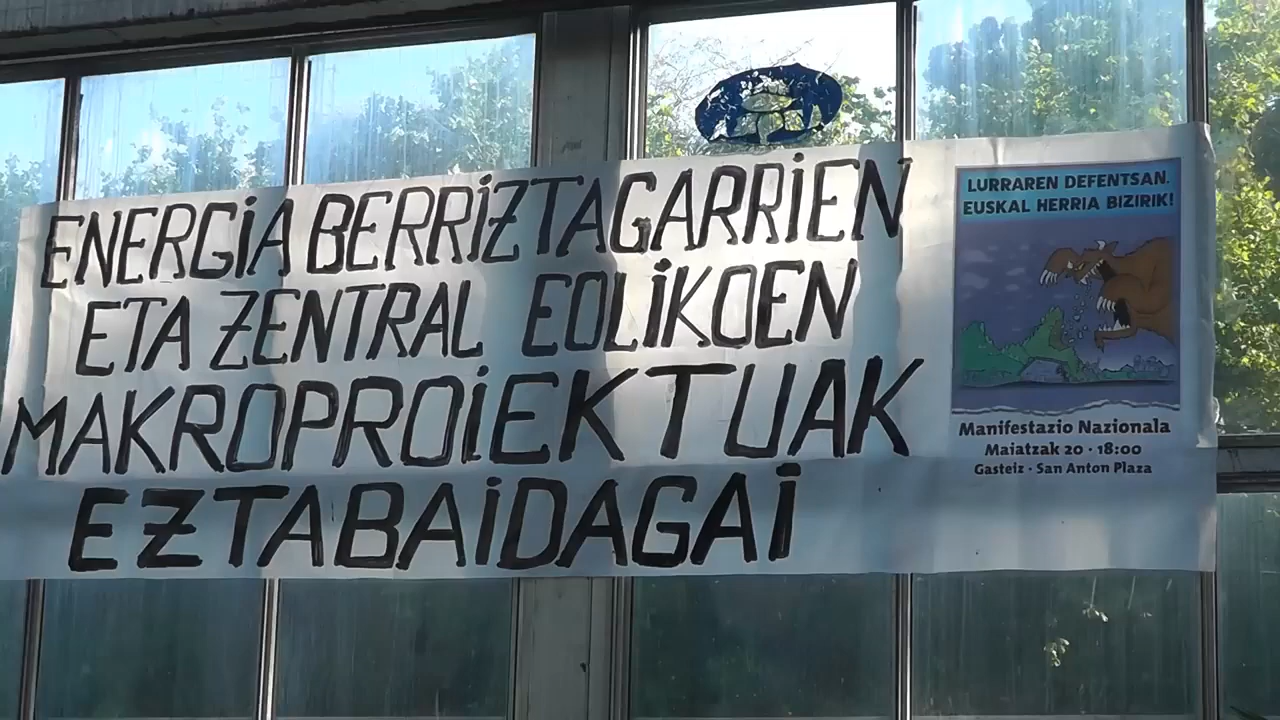 ENERGiA BERRiZTAGARRiEN
ETA ZENTRAL EOLiKOEN
MAKROPROiEKTUAK
EZTABAiDAGAi
LURRAREN DEFENTSAN.
EUSKAL HERRIA BIZIRIK!
Manifestazio Nazionala
Maiatzak 20 · 18:00
Gasteiz · San Anton Plaza